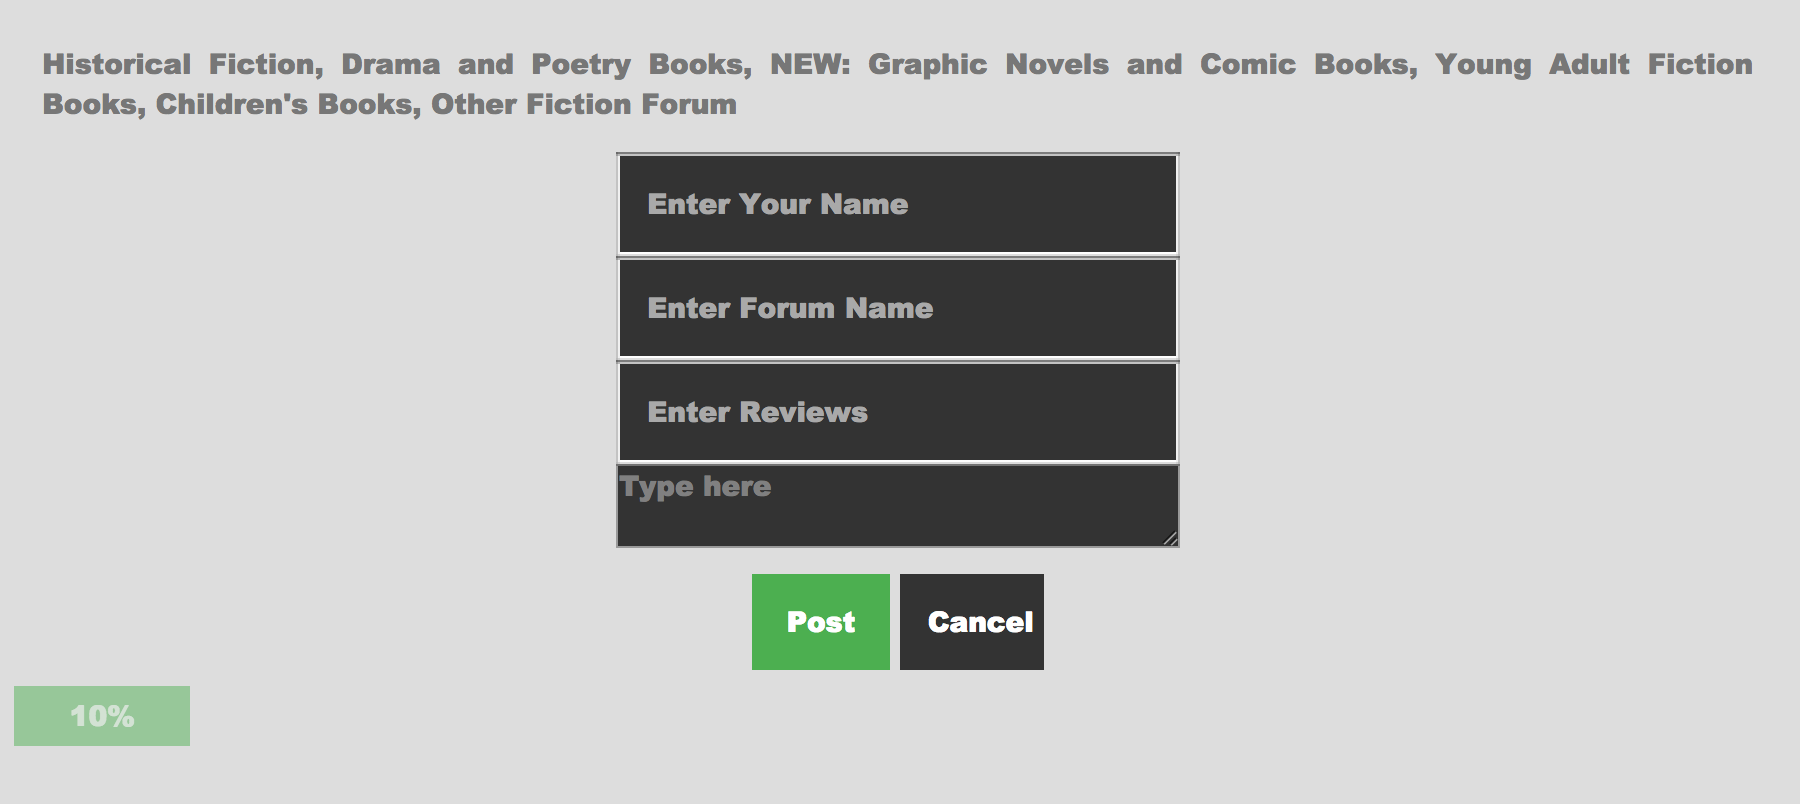 Historical Fiction, Drama and Poetry Books, NEW: Graphic Novels and Comic Books, Young Adult Fiction
Books, Children's Books, Other Fiction Forum
Enter Your Name
Enter Forum Name
Enter Reviews
Type here
Post Cancel
10%